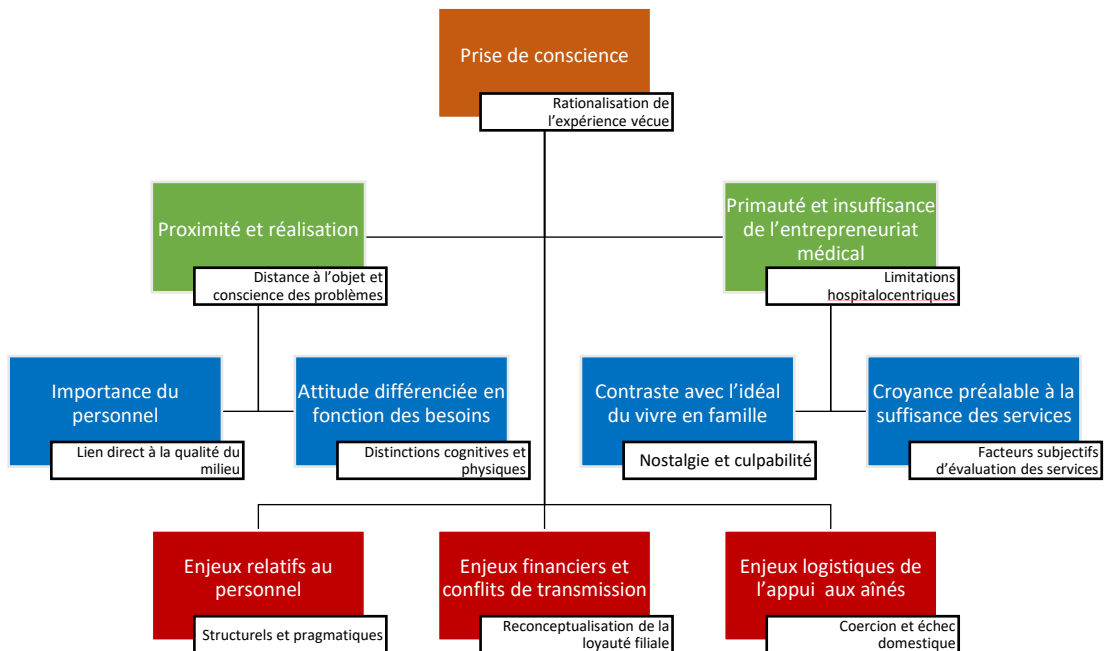 Prise de conscience
Rationalisation de
l'expérience vécue
Proximité et réalisation
Distance à l'objet et
conscience des problèmes
Primauté et insuffisance
de l'entrepreneuriat
médical
Limitations
hospitalocentriques
Importance du
personnel
Lien direct à la qualité du
milieu
Attitude différenciée en
fonction des besoins
Distinctions cognitives et
physiques
Contraste avec l'idéal
du vivre en famille
Nostalgie et culpabilité
Croyance préalable à la
suffisance des services
Facteurs subjectifs
d'évaluation des services
Enjeux relatifs au
personnel
Structurels et pragmatiques
Enjeux financiers et
conflits de transmission
Reconceptualisation de la
loyauté filiale
Enjeux logistiques de
l'appui aux aînés
Coercion et échec
domestique